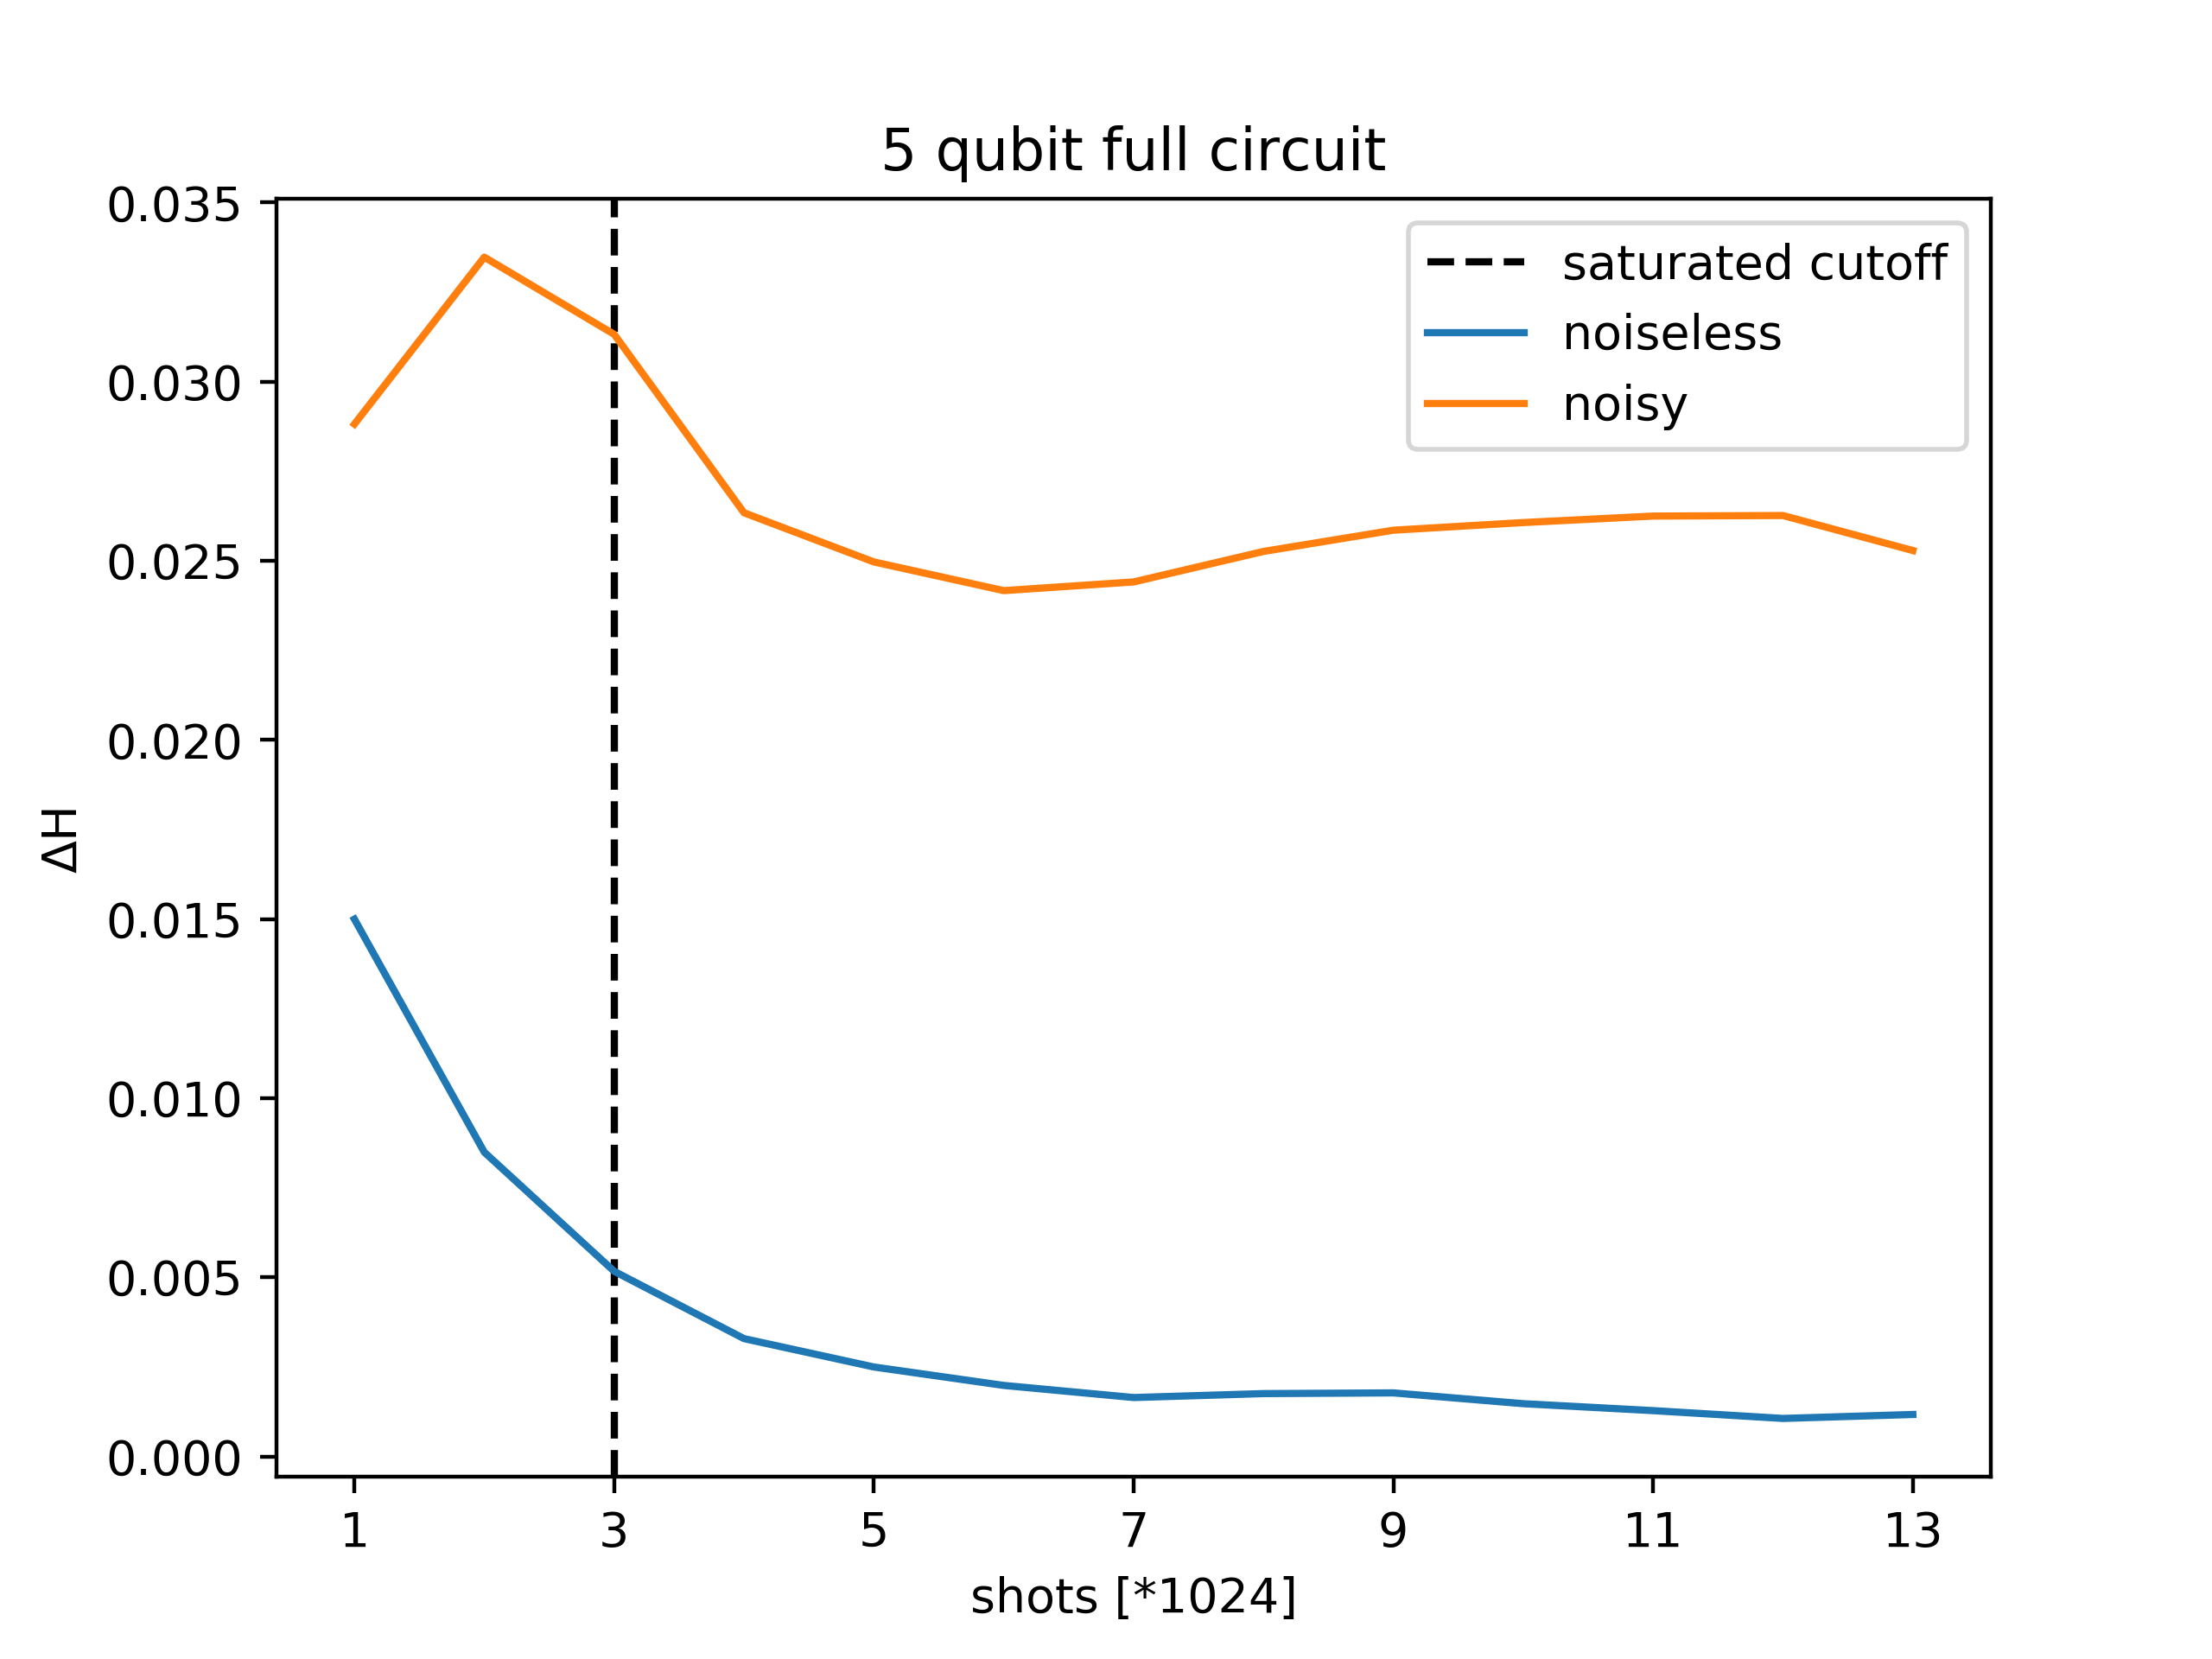 5 qubit full circuit
saturated cutoff
noiseless
noisy
0.035
0.030
0.025
0.020
0.015
0.010
0.005
0.000
ΔH
1 3 5 7 9 11 13
shots [*1024]